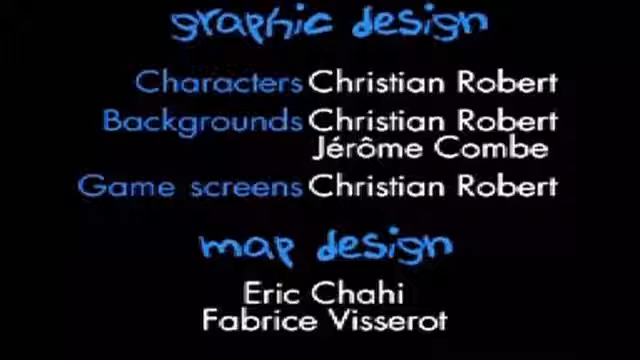 graphic design
Characters Christian Robert
Backgrounds Christian Robert
Jérôme Combe
Game screens Christian Robert
map design
Eric Chahi
Fabrice Visserot